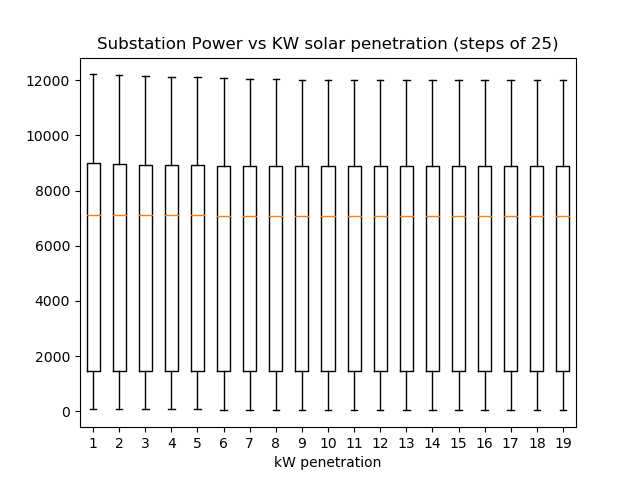 Substation Power vs KW solar penetration (steps of 25)
12000
10000
8000
6000
4000
2000
0
1 2 3 4 5 6 7 8 9 10 11 12 13 14 15 16 17 18 19
kW penetration